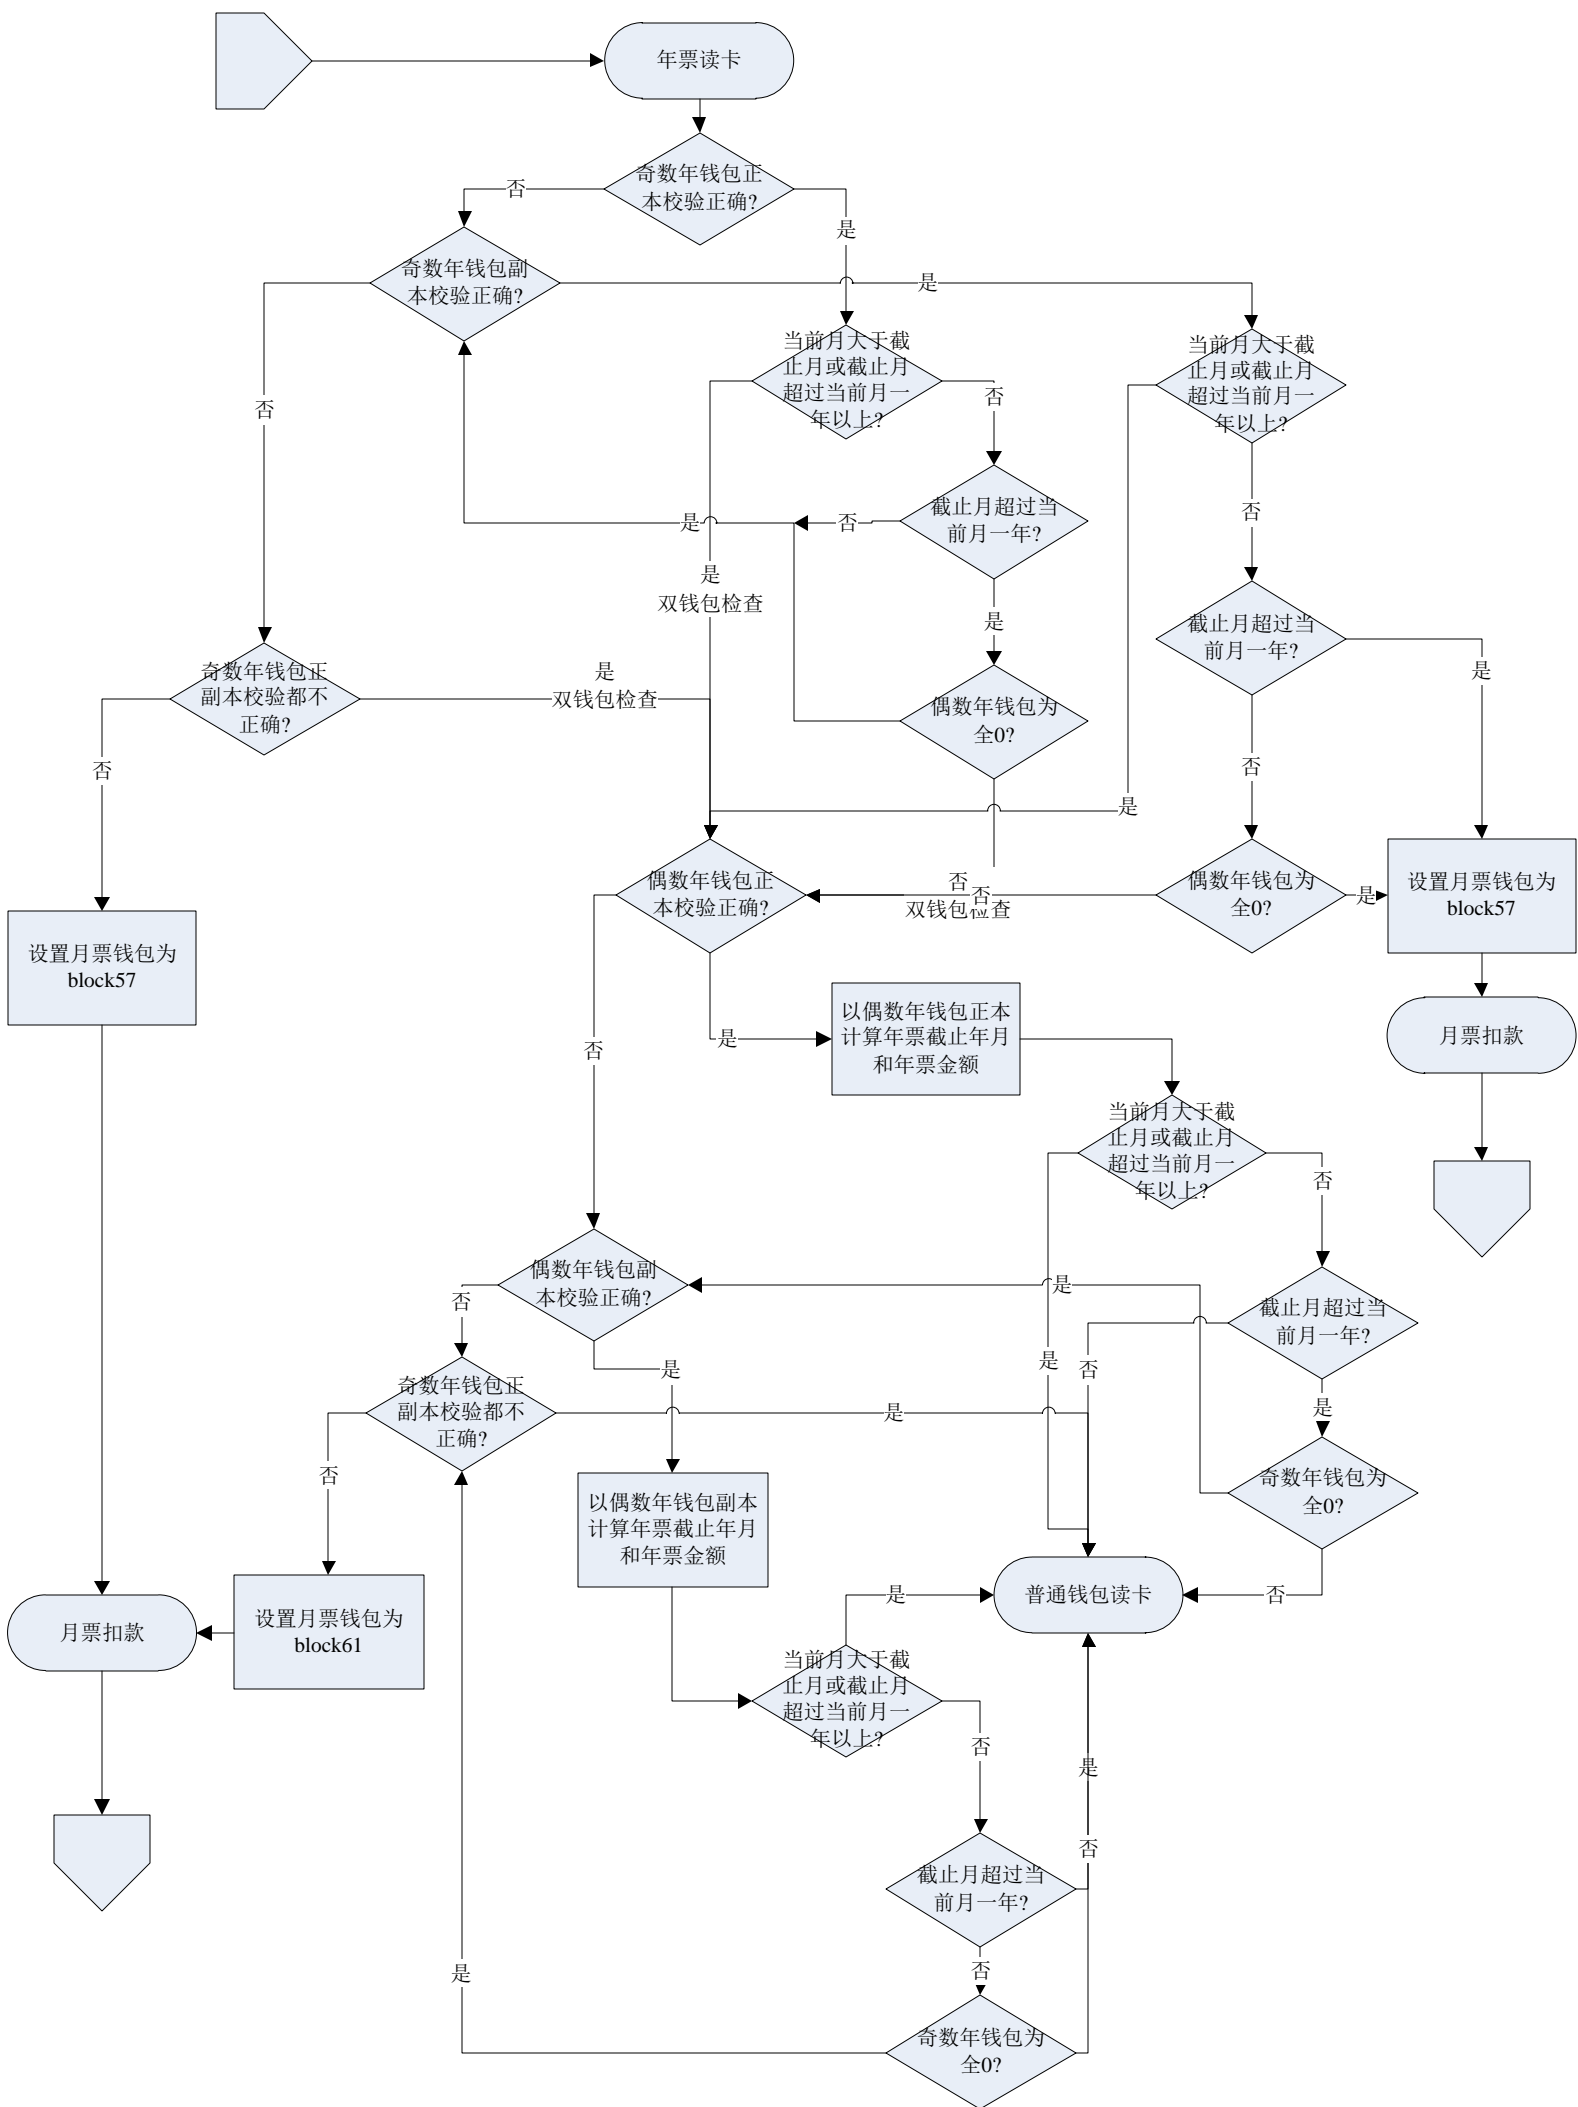 年票读卡
奇数年钱包正
本校验正确?
否
是
奇数年钱包副
本校验正确?
是
当前月大于截
止月或截止月
超过当前月一
年以上?
当前月大于截
止月或截止月
超过当前月一
年以上?
否
否
截止月超过当
前月一年?
否
是
否
是
双钱包检查
是
截止月超过当
前月一年?
奇数年钱包正
副本校验都不
正确?
是
双钱包检查
是
偶数年钱包为
全0?
否
否
是
偶数年钱包正
本校验正确?
否
双钱包检查
否
偶数年钱包为
全0?
是
设置月票钱包为
block57
设置月票钱包为
block57
以偶数年钱包正本
计算年票截止年月
和年票金额
是
否
月票扣款
当前月大于截
止月或截止月
超过当前月一
年以上?
否
偶数年钱包副
本校验正确?
是
截止月超过当
前月一年?
否
是
是
否
是
奇数年钱包正
副本校验都不
正确?
是
否
奇数年钱包为
全0?
以偶数年钱包副本
计算年票截止年月
和年票金额
是
普通钱包读卡
否
月票扣款
设置月票钱包为
block61
当前月大于截
止月或截止月
超过当前月一
年以上?
否
是
否
截止月超过当
前月一年?
是
否
奇数年钱包为
全0?